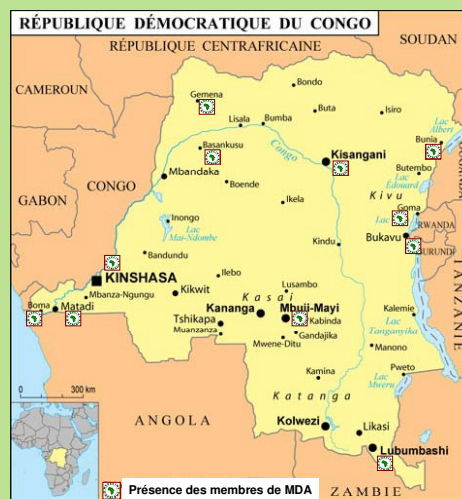 RÉPUBLIQUE DÉMOCRATIQUE DU CONGO
RÉPUBLIQUE CENTRAFRICAINE
SOUDAN
CAMEROUN
Bondo
Gemena
Buta
Isiro
Lisala
Bumba
Lac
Albert
Bunia
Basankusu
Congo
Kisangani
GABON
CONGO
Mbandaka
Boende
Butembo
Lac
Édouard
Kivu
Ikela
Goma
Inongo
Lac
Mai-Ndombe
Lac
RWANDA
Bukavu
BURUNDI
Kindu
Bandundu
KINSHASA
Ilebo
Kikwit
Lusambo
Kasai
TANZANIE
Boma
Matadi
Mbanza-Ngungu
Kananga
Mbuji-Mayi
Kabinda
Kalemie
Tshikapa
Muanzanza
Gandajika
Mwene-Ditu
Lac
Tanganyika
Manono
0
300 km
Kamina
Pweto
Lac
Mweru
Katanga
ANGOLA
Kolwezi
Likasi
Lubumbashi
ZAMBIE
Présence des membres de MDA